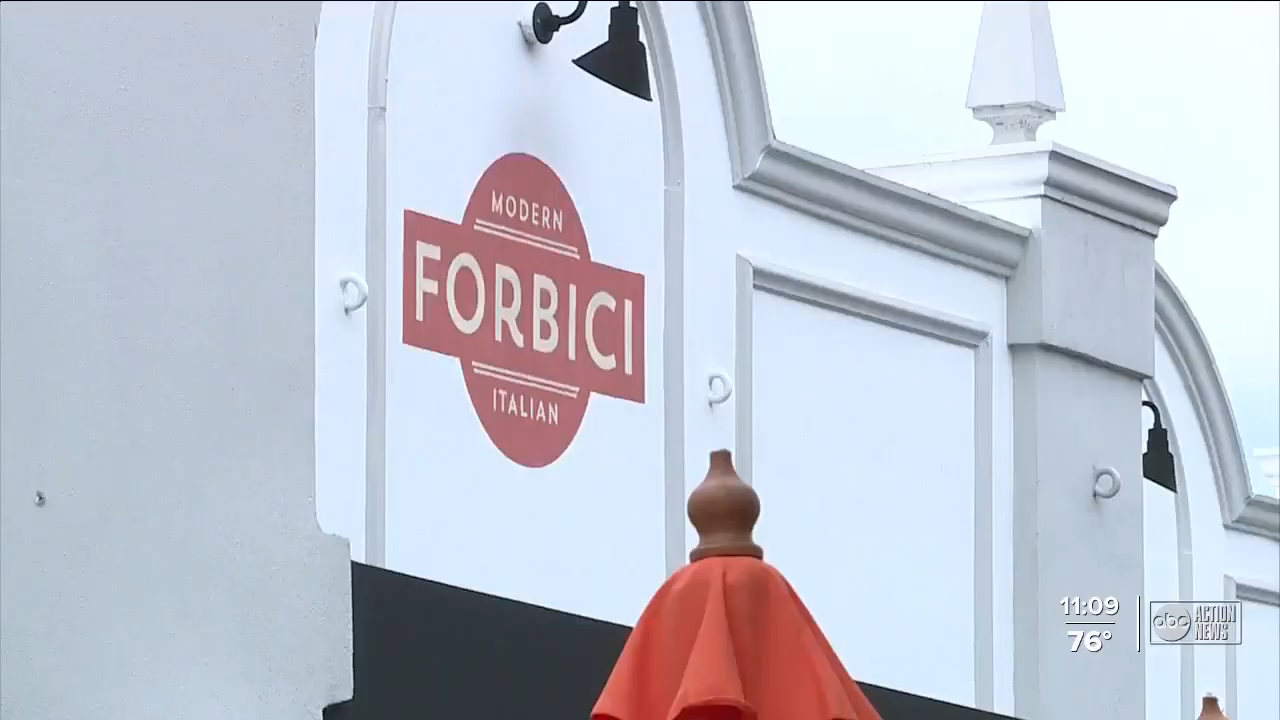 MODERN
FORBICI
ITALIAN
11:09
76°
abc ACTION
NEWS